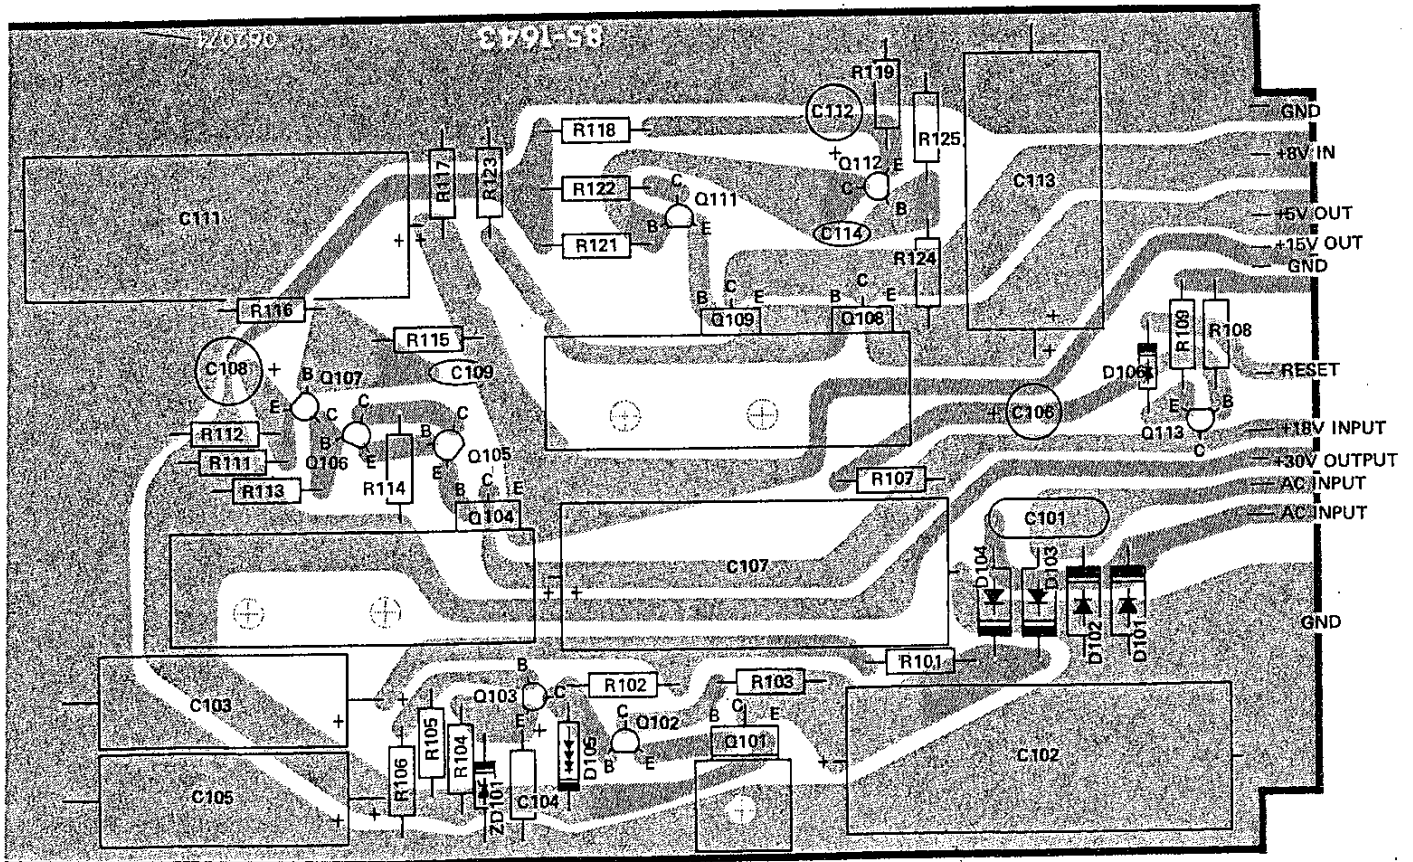 062071
85-1643
R119
C112
R118
R125
GND
+
Q112
E
+8V IN
R117
R123
R122
C
Q111
C
C113
C111
B
E
B
+5V OUT
+ +
R121
C114
+15V OUT
R124
GND
C
C
B
E
B
E
R116
Q109
Q108
+
R109
R108
R115
+
C108
+
B
Q107
C109
D106
RESET
E
C
C
C
+
C106
B
R112
B
B
Q113
+18V INPUT
Q106
E
Q105
C
R111
E
+30V OUTPUT
R113
R114
B
C
E
R107
AC INPUT
Q104
C101
AC INPUT
D104
D103
C107
+ +
D102
D101
GND
B
R101
Q103
C
R102
R103
C103
+
+
E
C
Q102
B
C
E
+
R105
R104
D105
Q101
B
E
C102
R106
+
C105
ZD101
C104
+
+